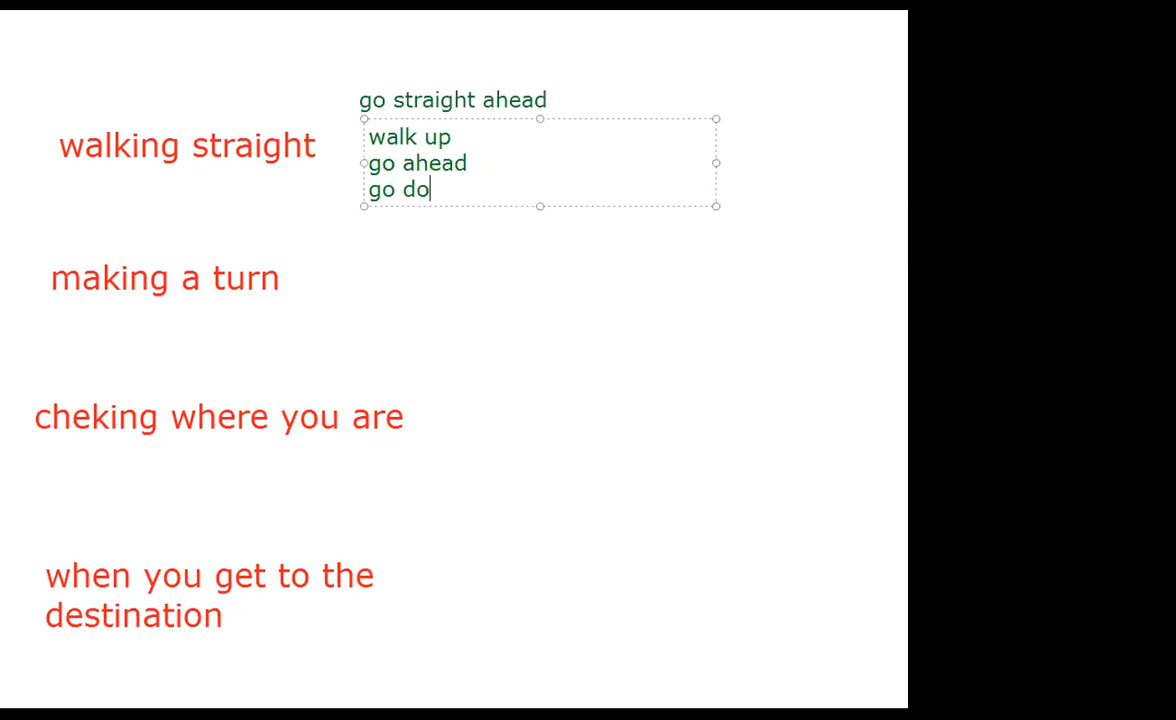 go straight ahead
walking straight
walk up
go ahead
go do
making a turn
cheking where you are
when you get to the
destination